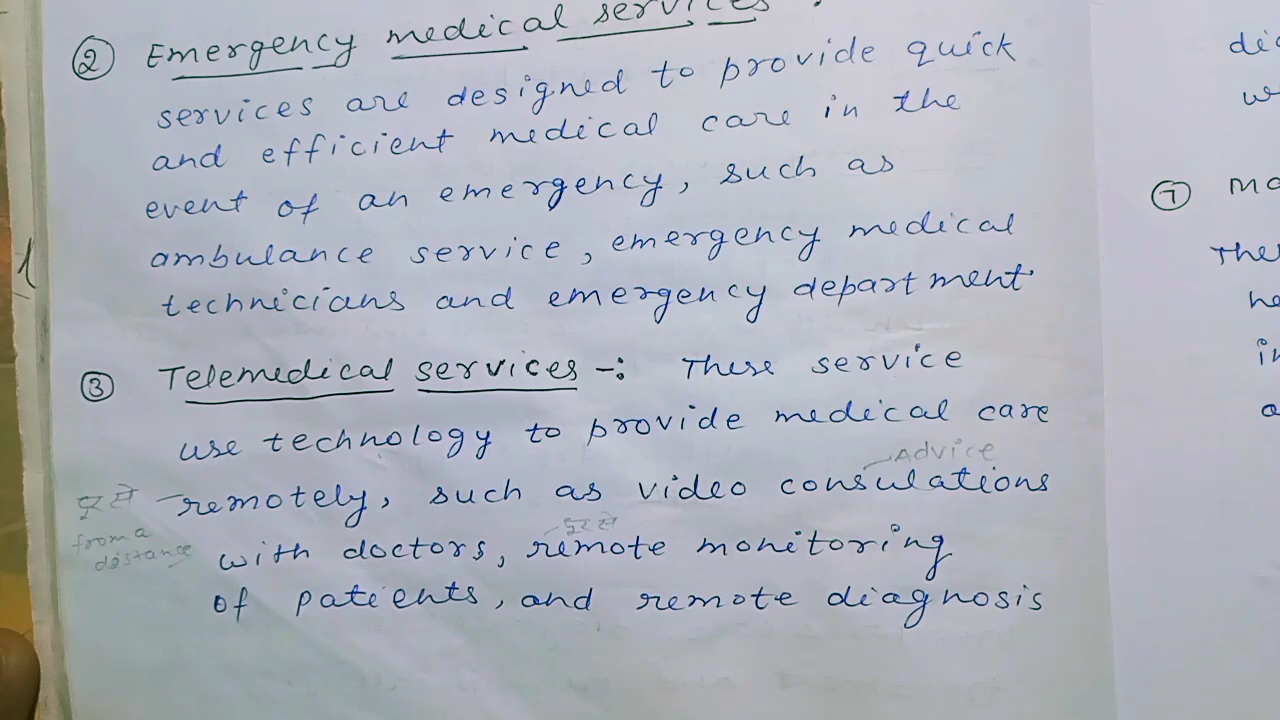 ② Emergency medical services :
services are designed to provide quick
and efficient medical care in the
event of an emergency, such as
ambulance service, emergency medical
technicians and emergency department.
③ Telemedical services -: These service
use technology to provide medical care
Advice
दूर से remotely, such as video consulations
from a
distance
दूर से
with doctors, remote monitoring
of patients, and remote diagnosis
⑦